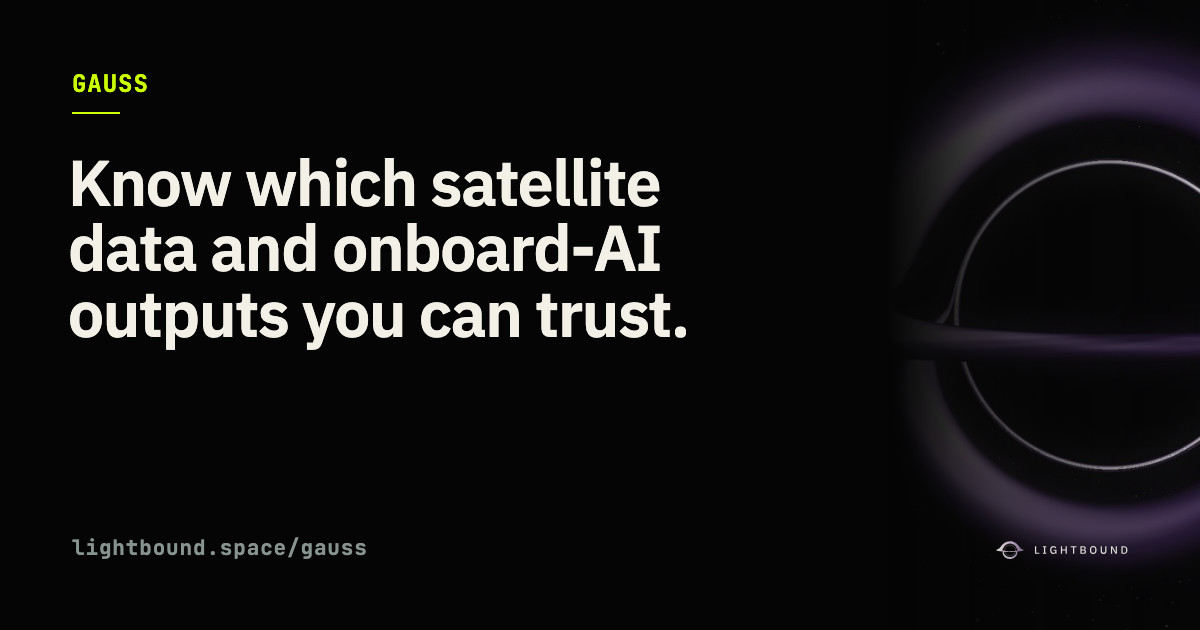 GAUSS
Know which satellite
data and onboard-AI
outputs you can trust.
lightbound.space/gauss
LIGHTBOUND